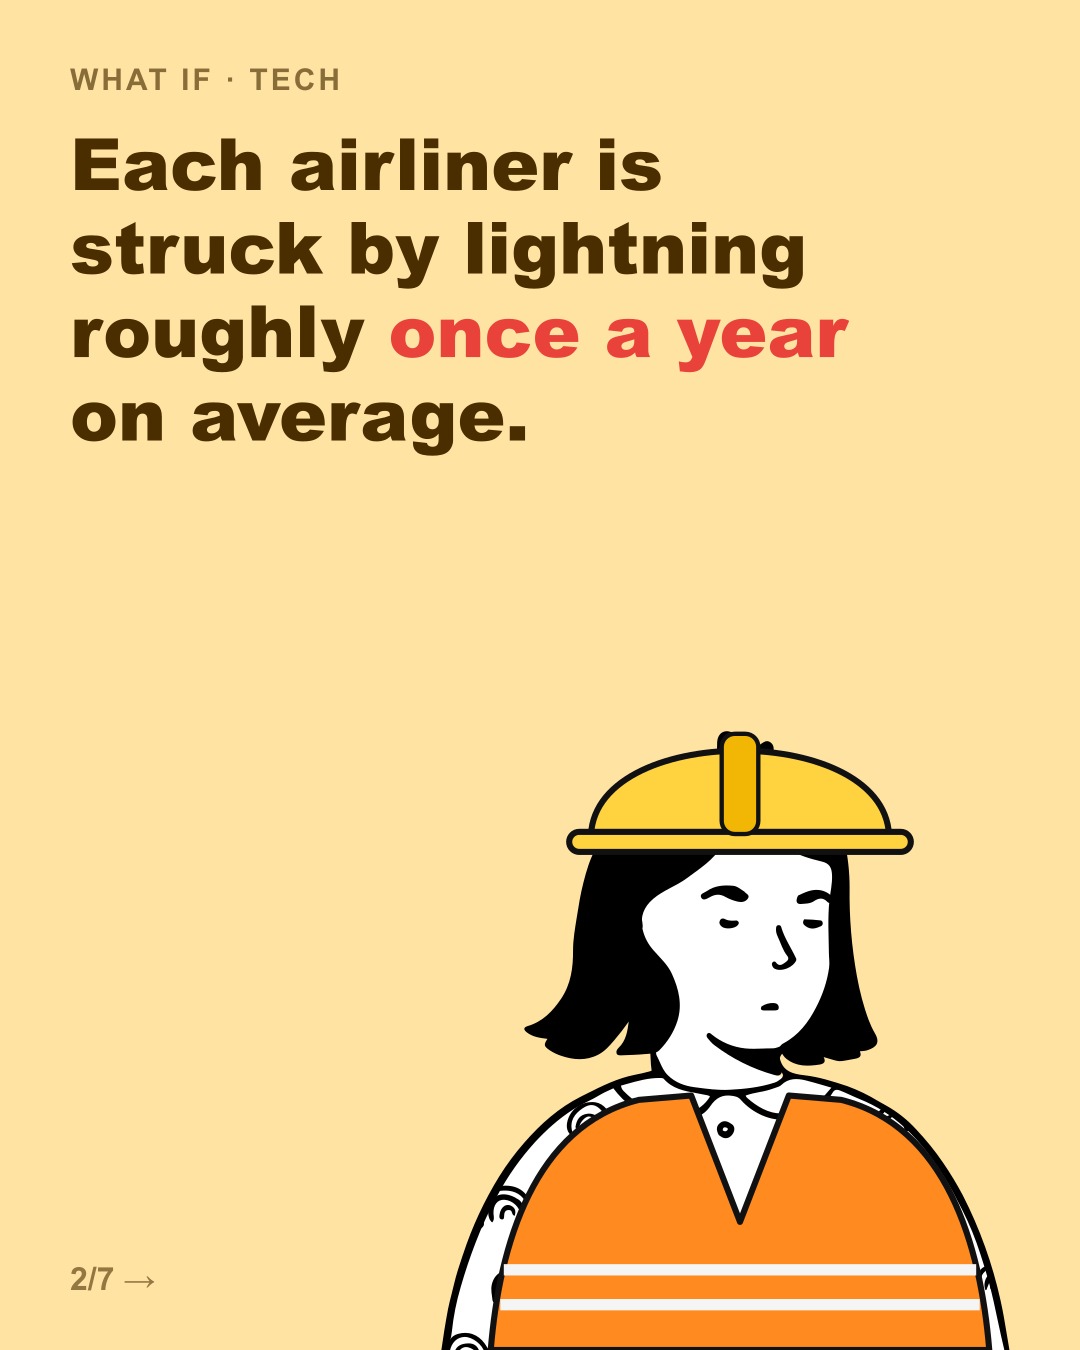 WHAT IF · TECH
Each airliner is
struck by lightning
roughly once a year
on average.
2/7 →